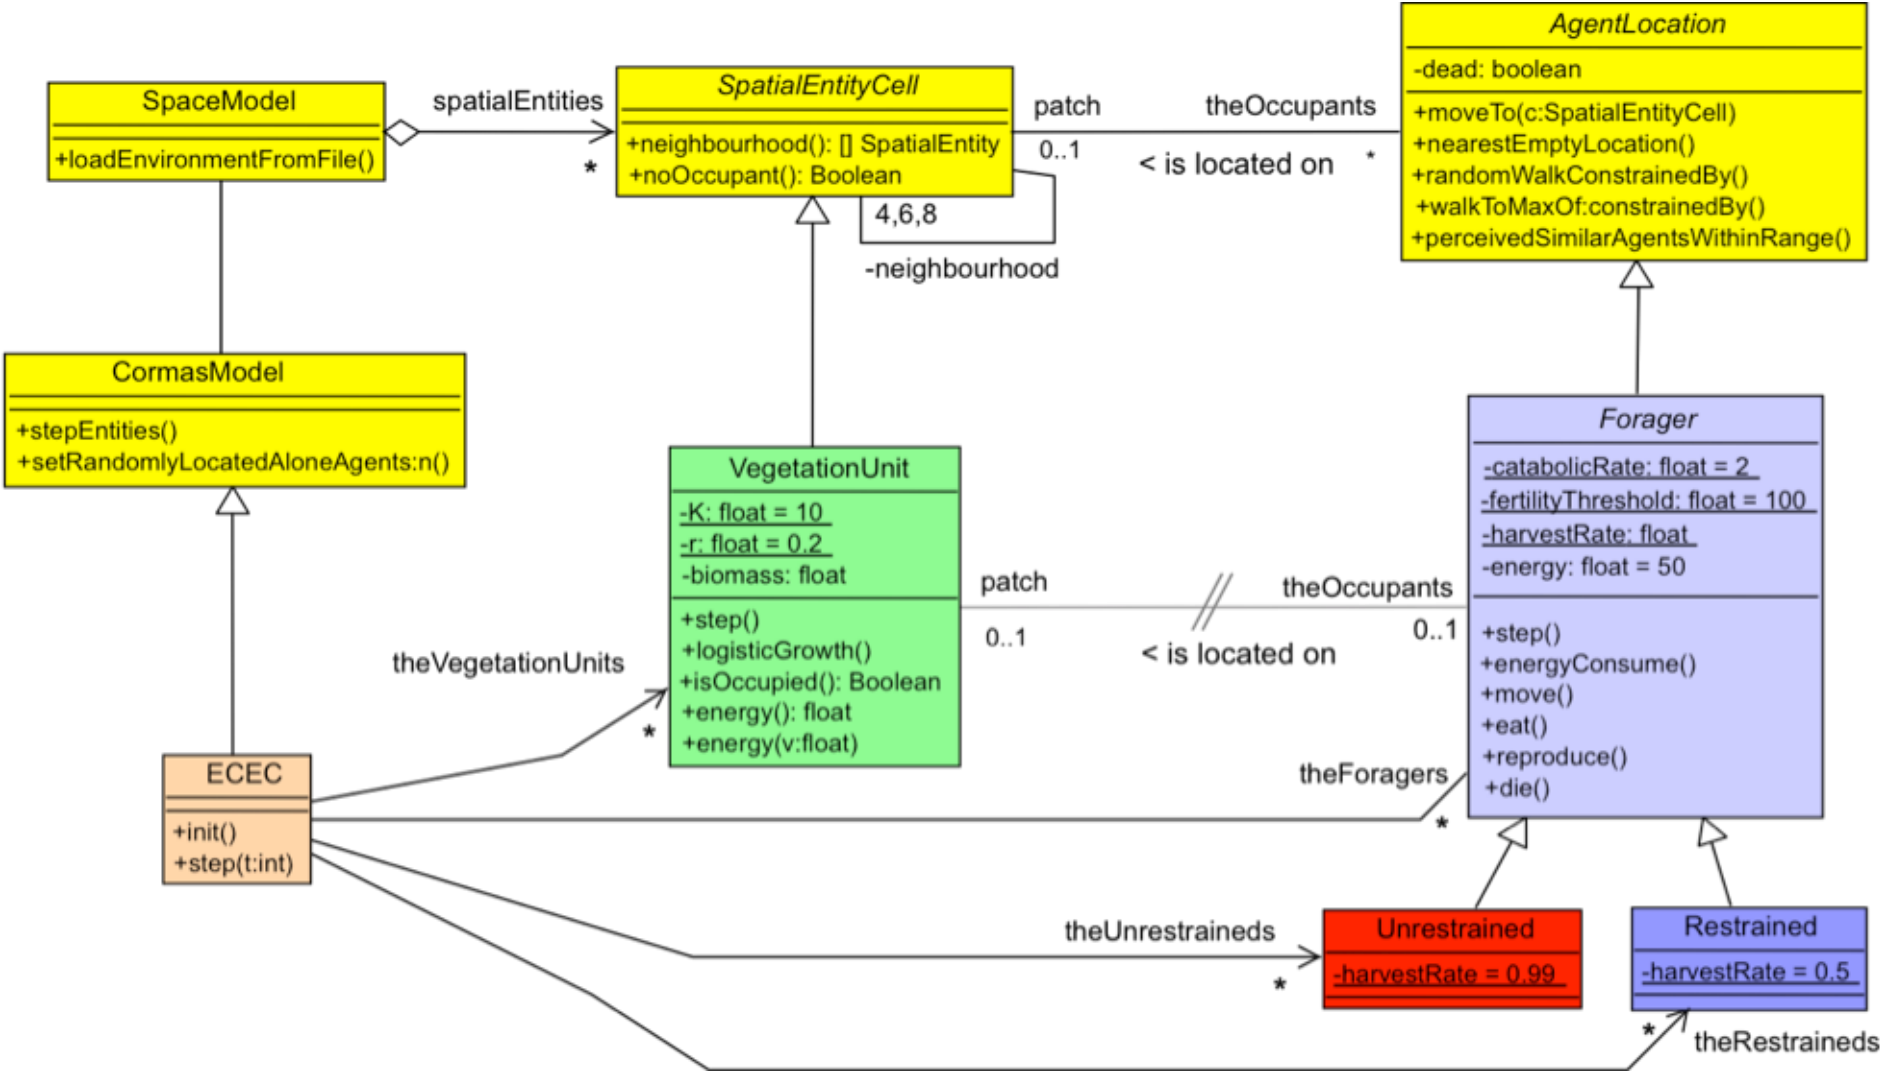 SpaceModel
+loadEnvironmentFromFile()
spatialEntities
*
SpatialEntityCell
+neighbourhood(): [] SpatialEntity
+noOccupant(): Boolean
4,6,8
-neighbourhood
patch
0..1
theOccupants
*
< is located on
AgentLocation
-dead: boolean
+moveTo(c:SpatialEntityCell)
+nearestEmptyLocation()
+randomWalkConstrainedBy()
+walkToMaxOf:constrainedBy()
+perceivedSimilarAgentsWithinRange()
CormasModel
+stepEntities()
+setRandomlyLocatedAloneAgents:n()
VegetationUnit
-K: float = 10
-r: float = 0.2
-biomass: float
+step()
+logisticGrowth()
+isOccupied(): Boolean
+energy(): float
+energy(v:float)
patch
0..1
theOccupants
0..1
< is located on
Forager
-catabolicRate: float = 2
-fertilityThreshold: float = 100
-harvestRate: float
-energy: float = 50
+step()
+energyConsume()
+move()
+eat()
+reproduce()
+die()
theVegetationUnits
*
ECEC
+init()
+step(t:int)
theForagers
*
theUnrestraineds
*
Unrestrained
-harvestRate = 0.99
Restrained
-harvestRate = 0.5
*
theRestraineds